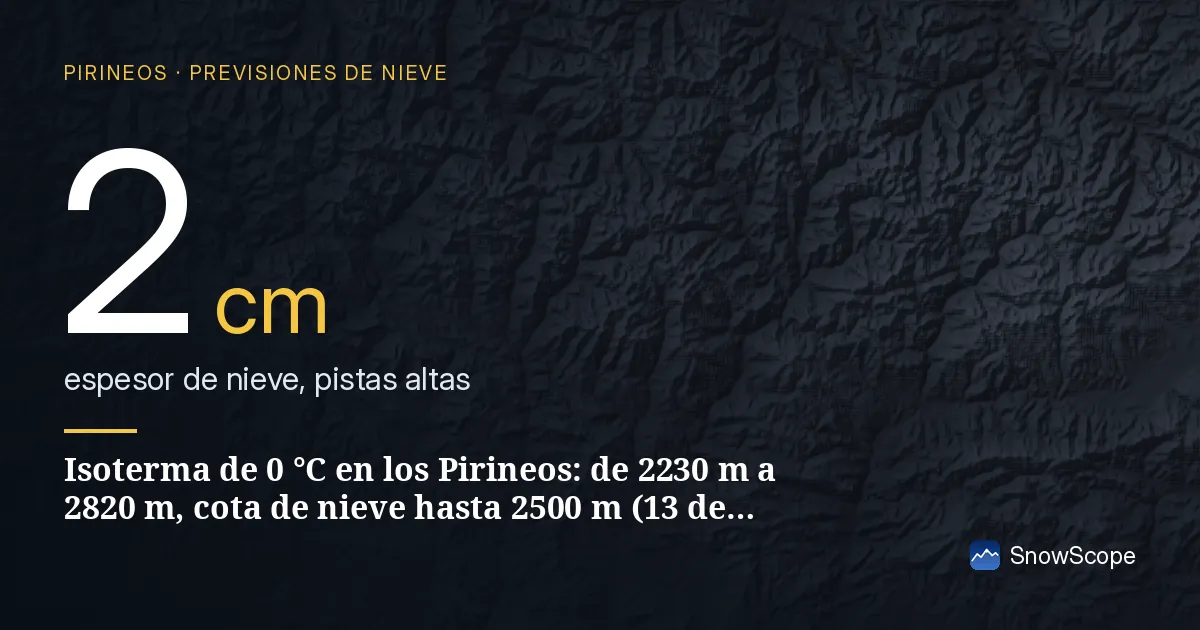 PIRINEOS · PREVISIONES DE NIEVE
2 cm
espesor de nieve, pistas altas
Isoterma de 0 °C en los Pirineos: de 2230 m a
2820 m, cota de nieve hasta 2500 m (13 de...
SnowScope